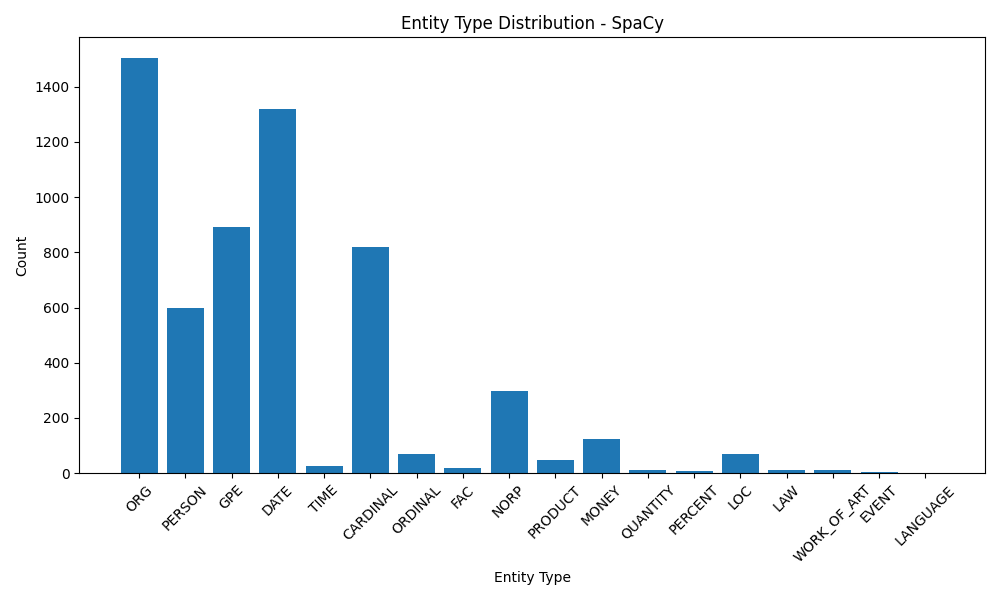 Entity Type Distribution - SpaCy
Count
1400
1200
1000
800
600
400
200
0
ORG
PERSON
GPE
DATE
TIME
CARDINAL
ORDINAL
FAC
NORP
PRODUCT
MONEY
QUANTITY
PERCENT
LOC
LAW
WORK_OF_ART
EVENT
LANGUAGE
Entity Type